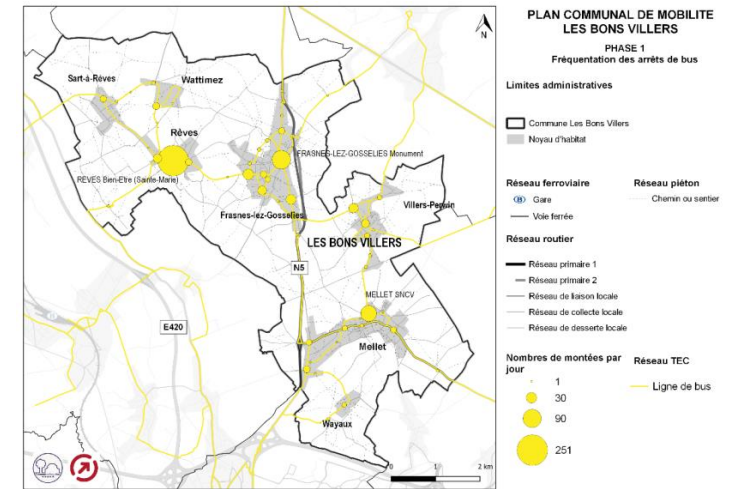 PLAN COMMUNAL DE MOBILITE
LES BONS VILLERS
PHASE 1
Fréquentation des arrêts de bus
Limites administratives
Commune Les Bons Villers
Noyau d'habitat
Réseau ferroviaire
Gare
Voie ferrée
Réseau piéton
Chemin ou sentier
Réseau routier
Réseau primaire 1
Réseau primaire 2
Réseau de liaison locale
Réseau de collecte locale
Réseau de desserte locale
Nombres de montées par
jour
1
30
90
251
Réseau TEC
Ligne de bus
N
Sart-à-Rèves
Wattimez
Rèves
FRASNES-LEZ-GOSSELIES Monument
REVES Bien-Etre (Sainte-Marie)
Frasnes-lez-Gosselies
Villers-Perwin
LES BONS VILLERS
N5
MELLET SNCV
E420
Mellet
Wayaux
0 1 2 km